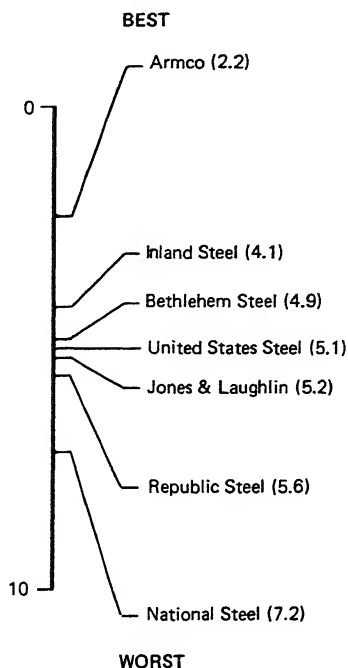 BEST
Armco (2.2)
0
Inland Steel (4.1)
Bethlehem Steel (4.9)
United States Steel (5.1)
Jones & Laughlin (5.2)
Republic Steel (5.6)
10
National Steel (7.2)
WORST